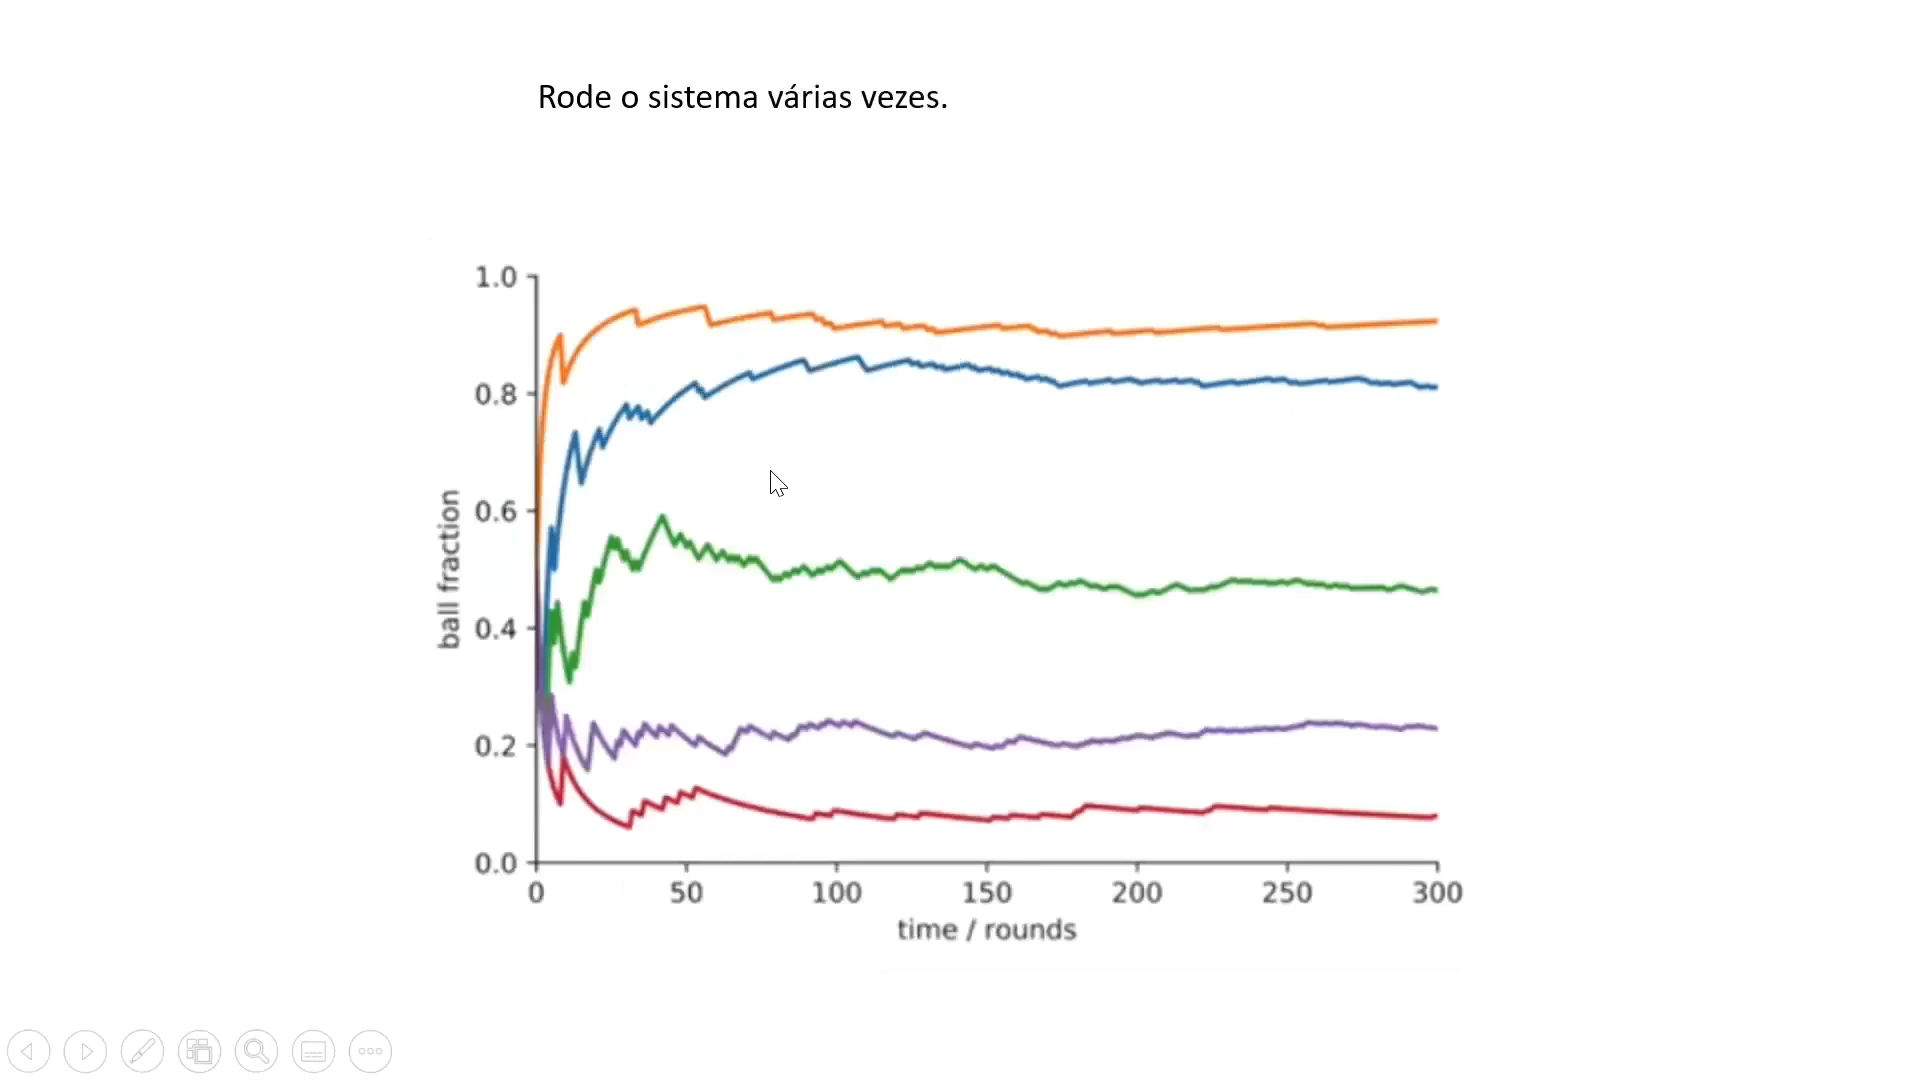 Rode o sistema várias vezes.
1.0
0.8
0.6
0.4
0.2
0.0
ball fraction
0 50 100 150 200 250 300
time / rounds